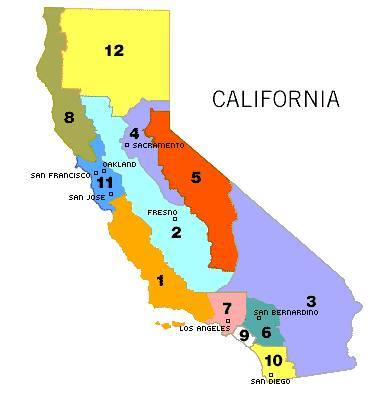 12
CALIFORNIA
8
4
SACRAMENTO
OAKLAND
SAN FRANCISCO
11
5
SAN JOSE
FRESNO
2
1
3
7
SAN BERNARDINO
LOS ANGELES
6
9
10
SAN DIEGO